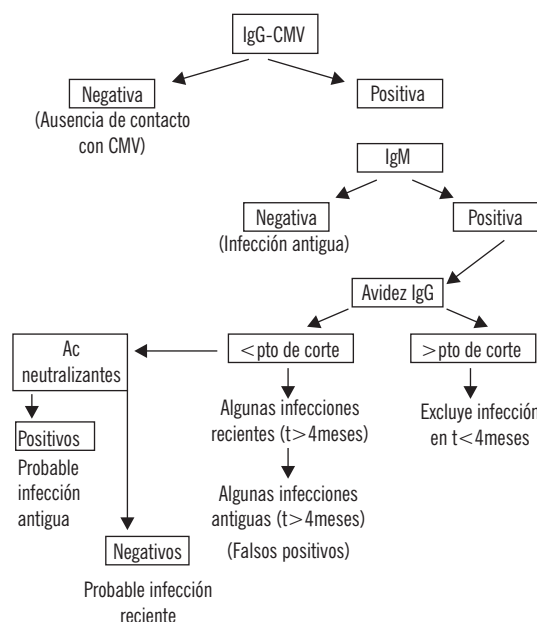 IgG-CMV
Negativa
(Ausencia de contacto
con CMV)
Positiva
IgM
Negativa
(Infección antigua)
Positiva
Avidez IgG
Ac
neutralizantes
<pto de corte
>pto de corte
Positivos
Probable
infección
antigua
Algunas infecciones
recientes (t>4meses)
Excluye infección
en t<4meses
Algunas infecciones
antiguas (t>4meses)
(Falsos positivos)
Negativos
Probable infección
reciente